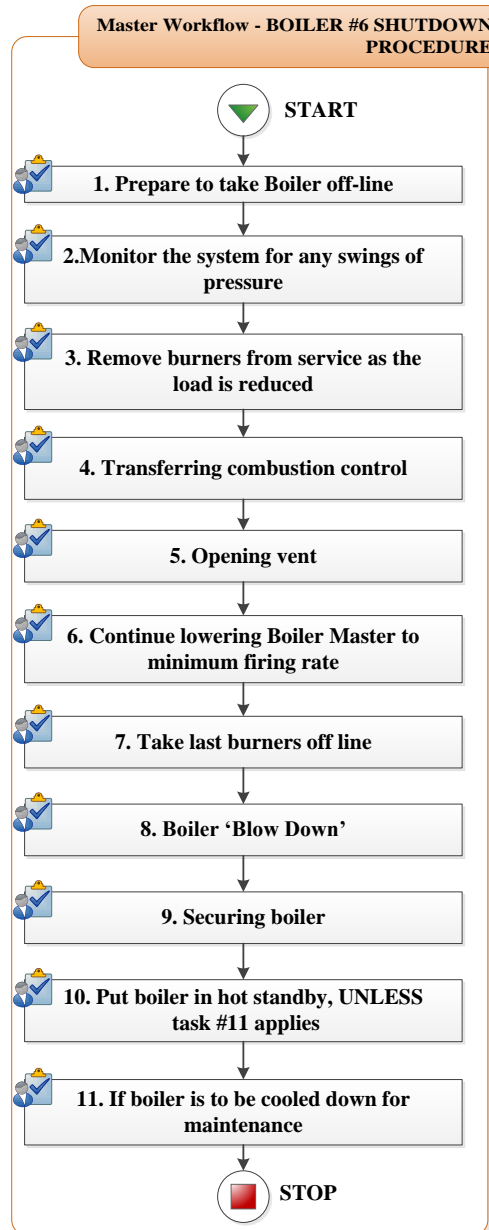 Master Workflow - BOILER #6 SHUTDOWN
PROCEDURE
START
1. Prepare to take Boiler off-line
2.Monitor the system for any swings of
pressure
3. Remove burners from service as the
load is reduced
4. Transferring combustion control
5. Opening vent
6. Continue lowering Boiler Master to
minimum firing rate
7. Take last burners off line
8. Boiler ‘Blow Down’
9. Securing boiler
10. Put boiler in hot standby, UNLESS
task #11 applies
11. If boiler is to be cooled down for
maintenance
STOP